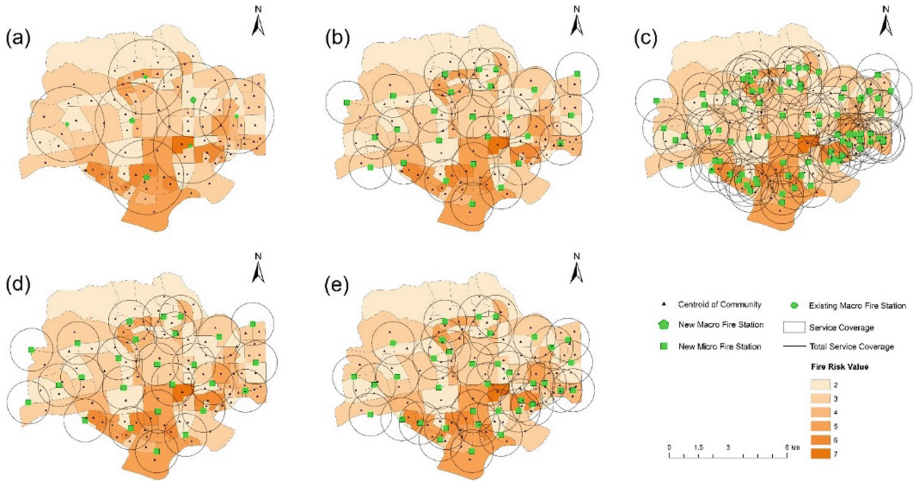 (a)
N
(b)
N
(c)
N
(d)
N
(e)
N
Centroid of Community
Existing Macro Fire Station
New Macro Fire Station
Service Coverage
New Micro Fire Station
Total Service Coverage
Fire Risk Value
2
3
4
5
6
7
0 1.5 3 6 km